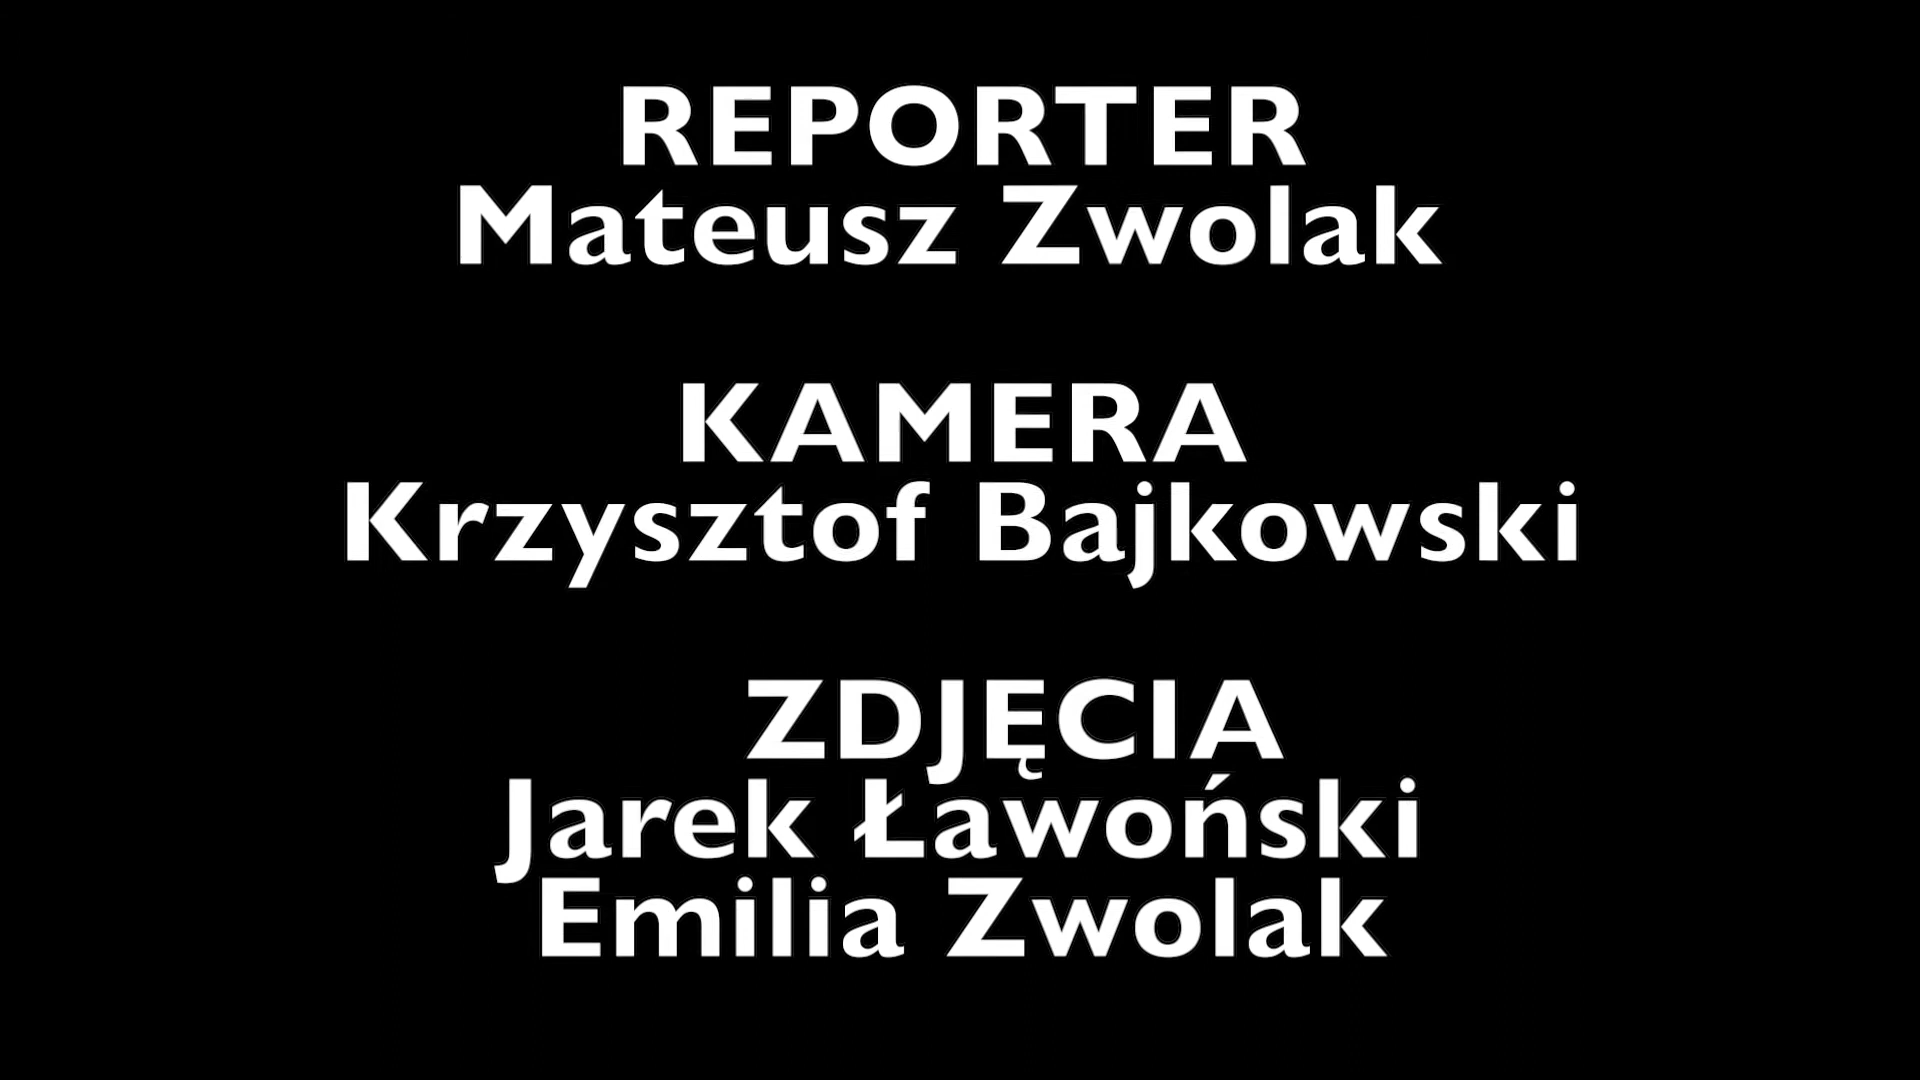 REPORTER
Mateusz Zwolak
KAMERA
Krzysztof Bajkowski
ZDJĘCIA
Jarek Ławoński
Emilia Zwolak